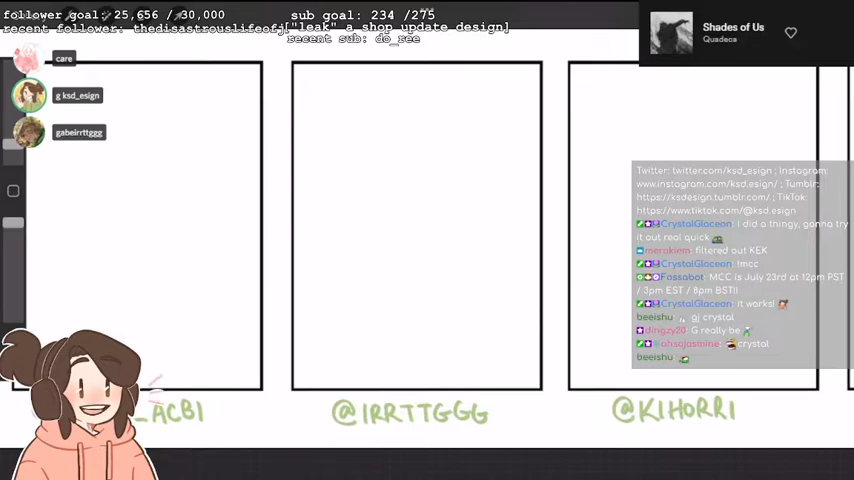 follower goal: 25,656 / 30,000
sub goal: 234 /275
recent follower: thedisastrouslifeofj
["leak" a shop update design]
recent sub: do_ree
Shades of Us
Quadeca
care
g ksd_esign
gabeirrttggg
Twitter: twitter.com/ksd_esign ; Instagram:
www.instagram.com/ksd.esign/ ; Tumblr:
https://ksdesign.tumblr.com/ ; TikTok:
https://www.tiktok.com/@ksd.esign
CrystalGlaceon: I did a thingy, gonna try
it out real quick
merakiem: filtered out KEK
CrystalGlaceon: !mcc
Fossabot: MCC is July 23rd at 12pm PST
/ 3pm EST / 8pm BST!!
CrystalGlaceon: It works!
beeishu: ,, gj crystal
dingzy20: G really be
ohsojasmine: crystal
beeishu:
_ACB1
@IRRTTGGG
@KIHORRI